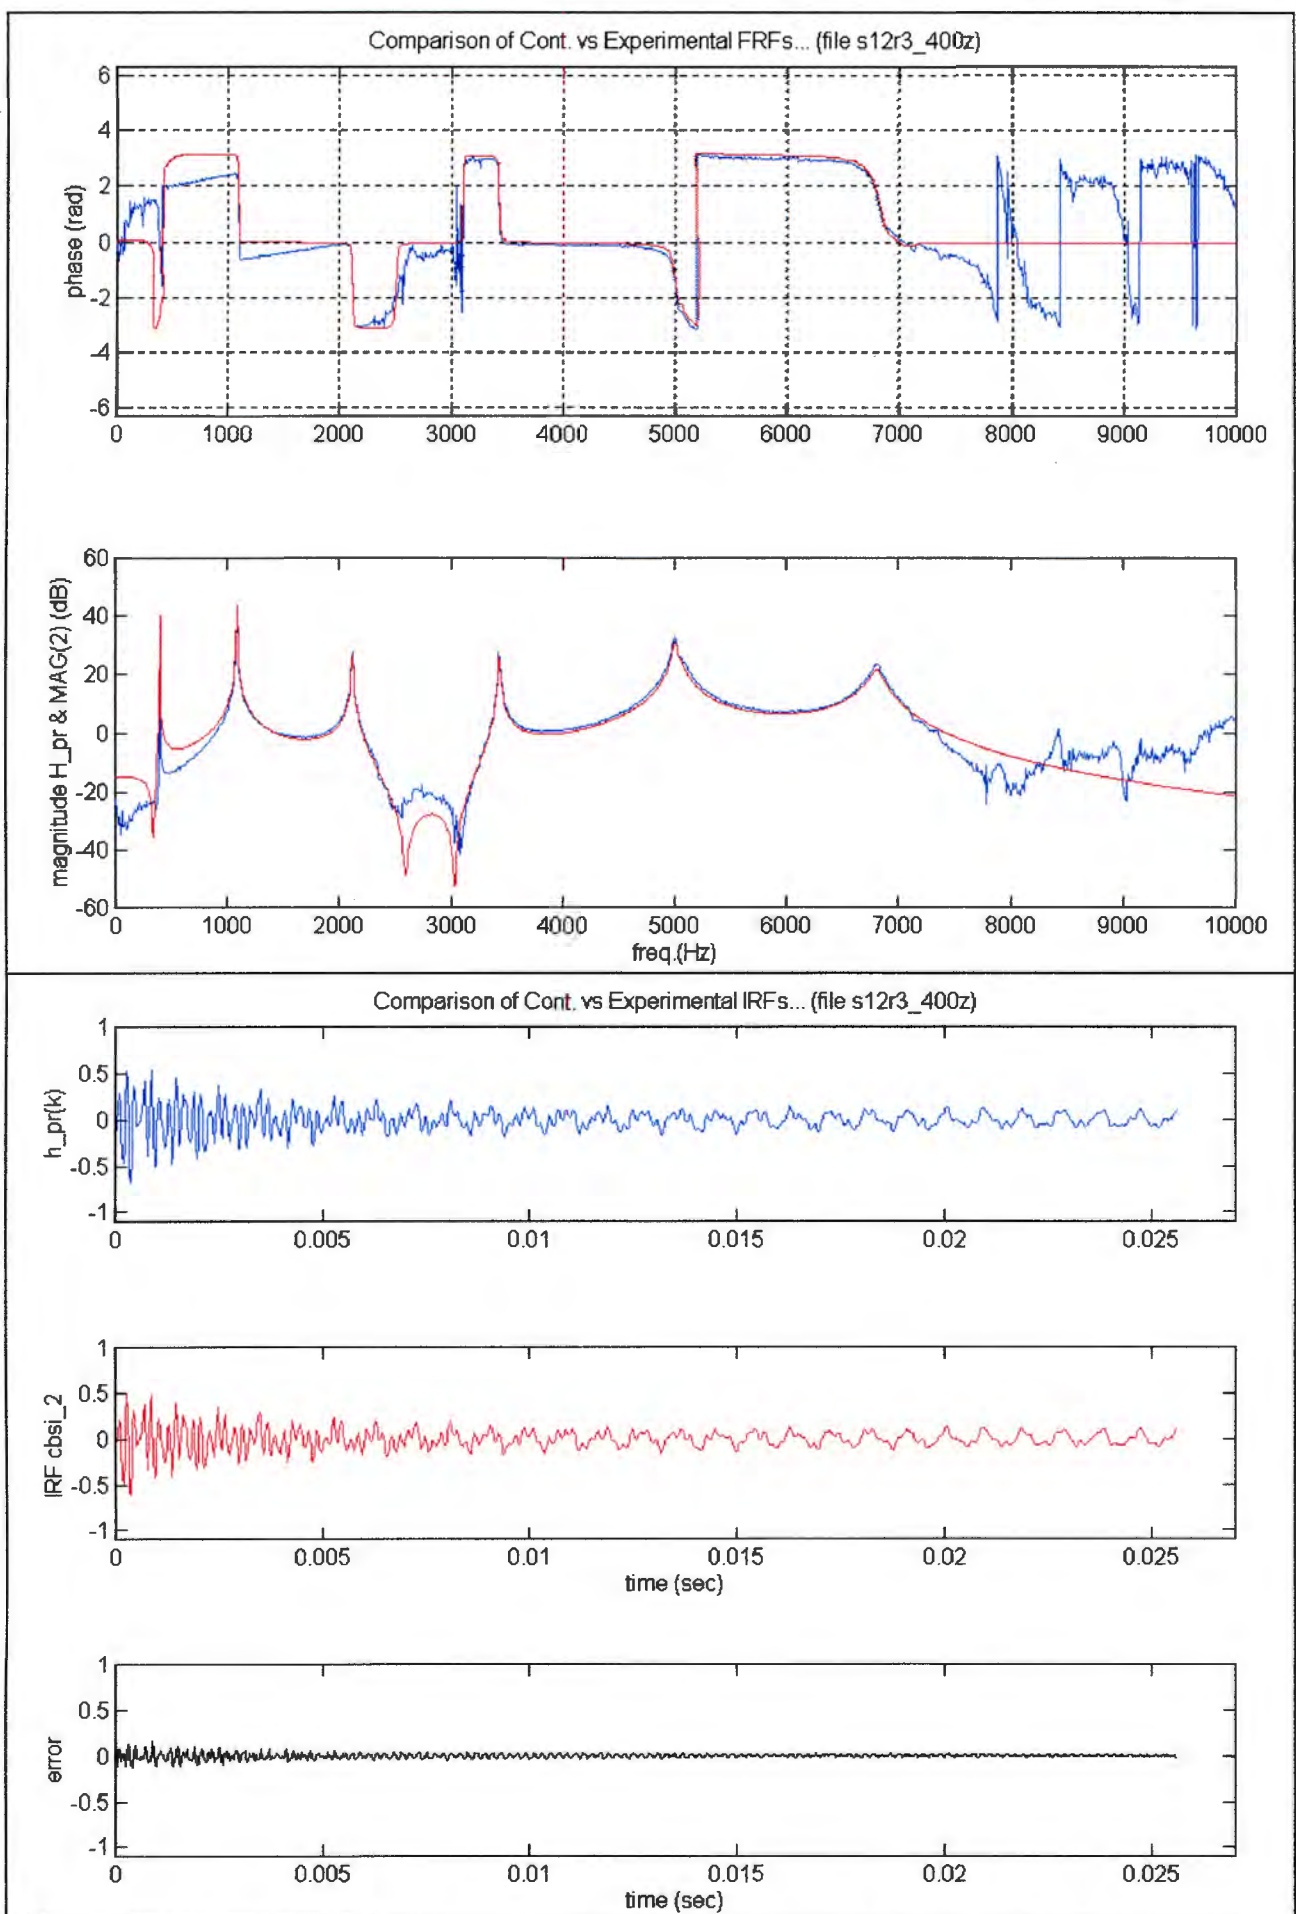 Comparison of Cont. vs Experimental FRFs... (file s12r3_400z)
phase (rad)
6
4
2
0
-2
-4
-6
0 1000 2000 3000 4000 5000 6000 7000 8000 9000 10000
magnitude H_pr & MAG(2) (dB)
60
40
20
0
-20
-40
-60
0 1000 2000 3000 4000 5000 6000 7000 8000 9000 10000
freq.(Hz)
Comparison of Cont. vs Experimental IRFs... (file s12r3_400z)
h_pr(k)
1
0.5
0
-0.5
-1
0 0.005 0.01 0.015 0.02 0.025
IRF cbsi_2
1
0.5
0
-0.5
-1
0 0.005 0.01 0.015 0.02 0.025
time (sec)
error
1
0.5
0
-0.5
-1
0 0.005 0.01 0.015 0.02 0.025
time (sec)